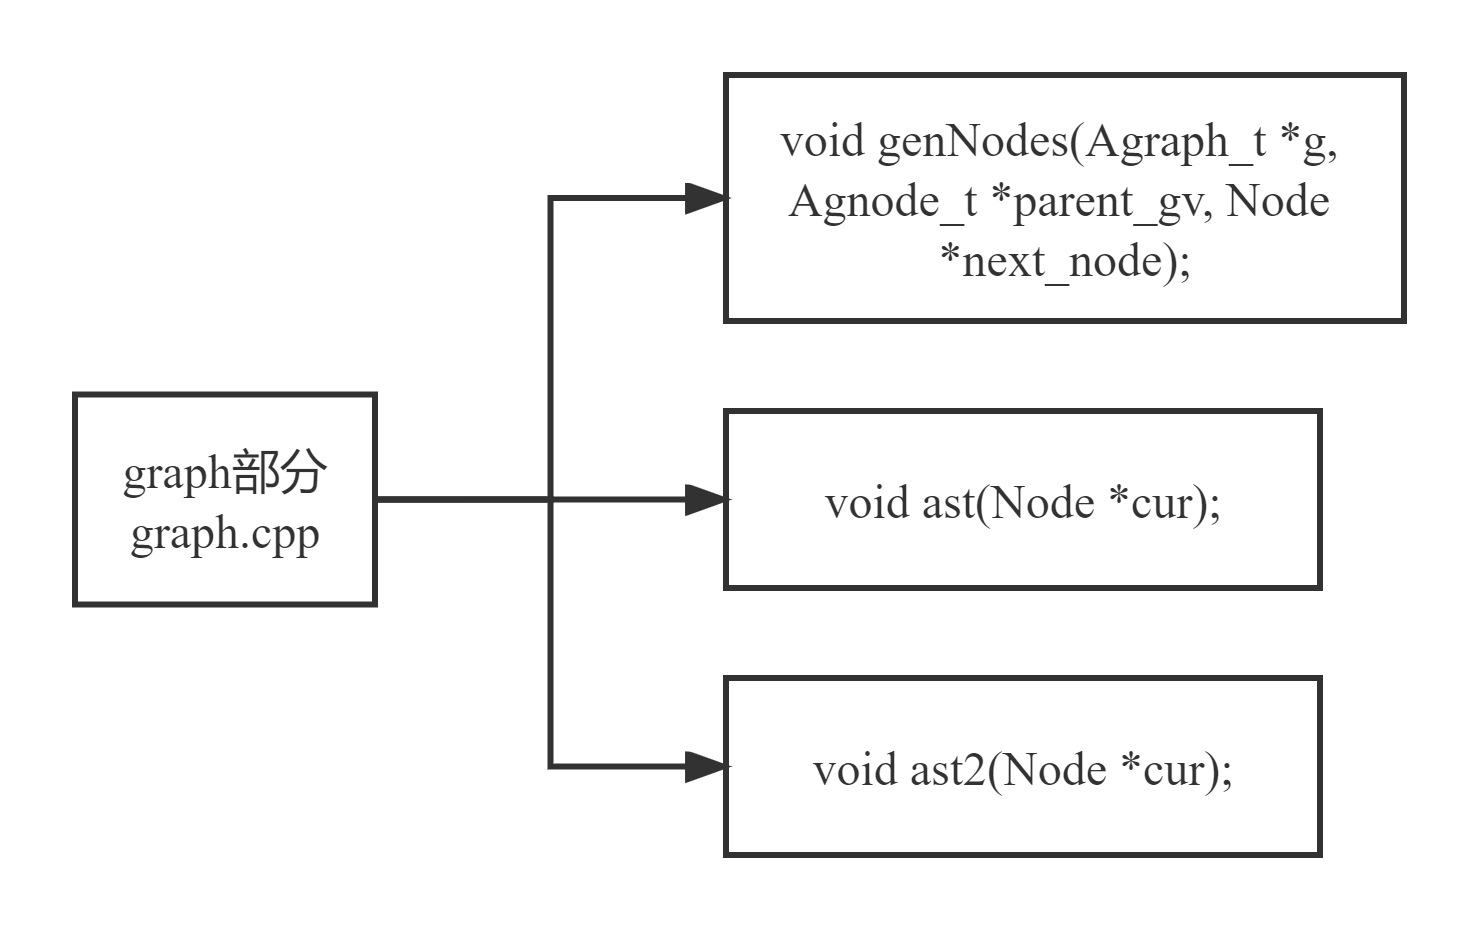 void genNodes(Agraph_t *g,
Agnode_t *parent_gv, Node
*next_node);
graph部分
graph.cpp
void ast(Node *cur);
void ast2(Node *cur);